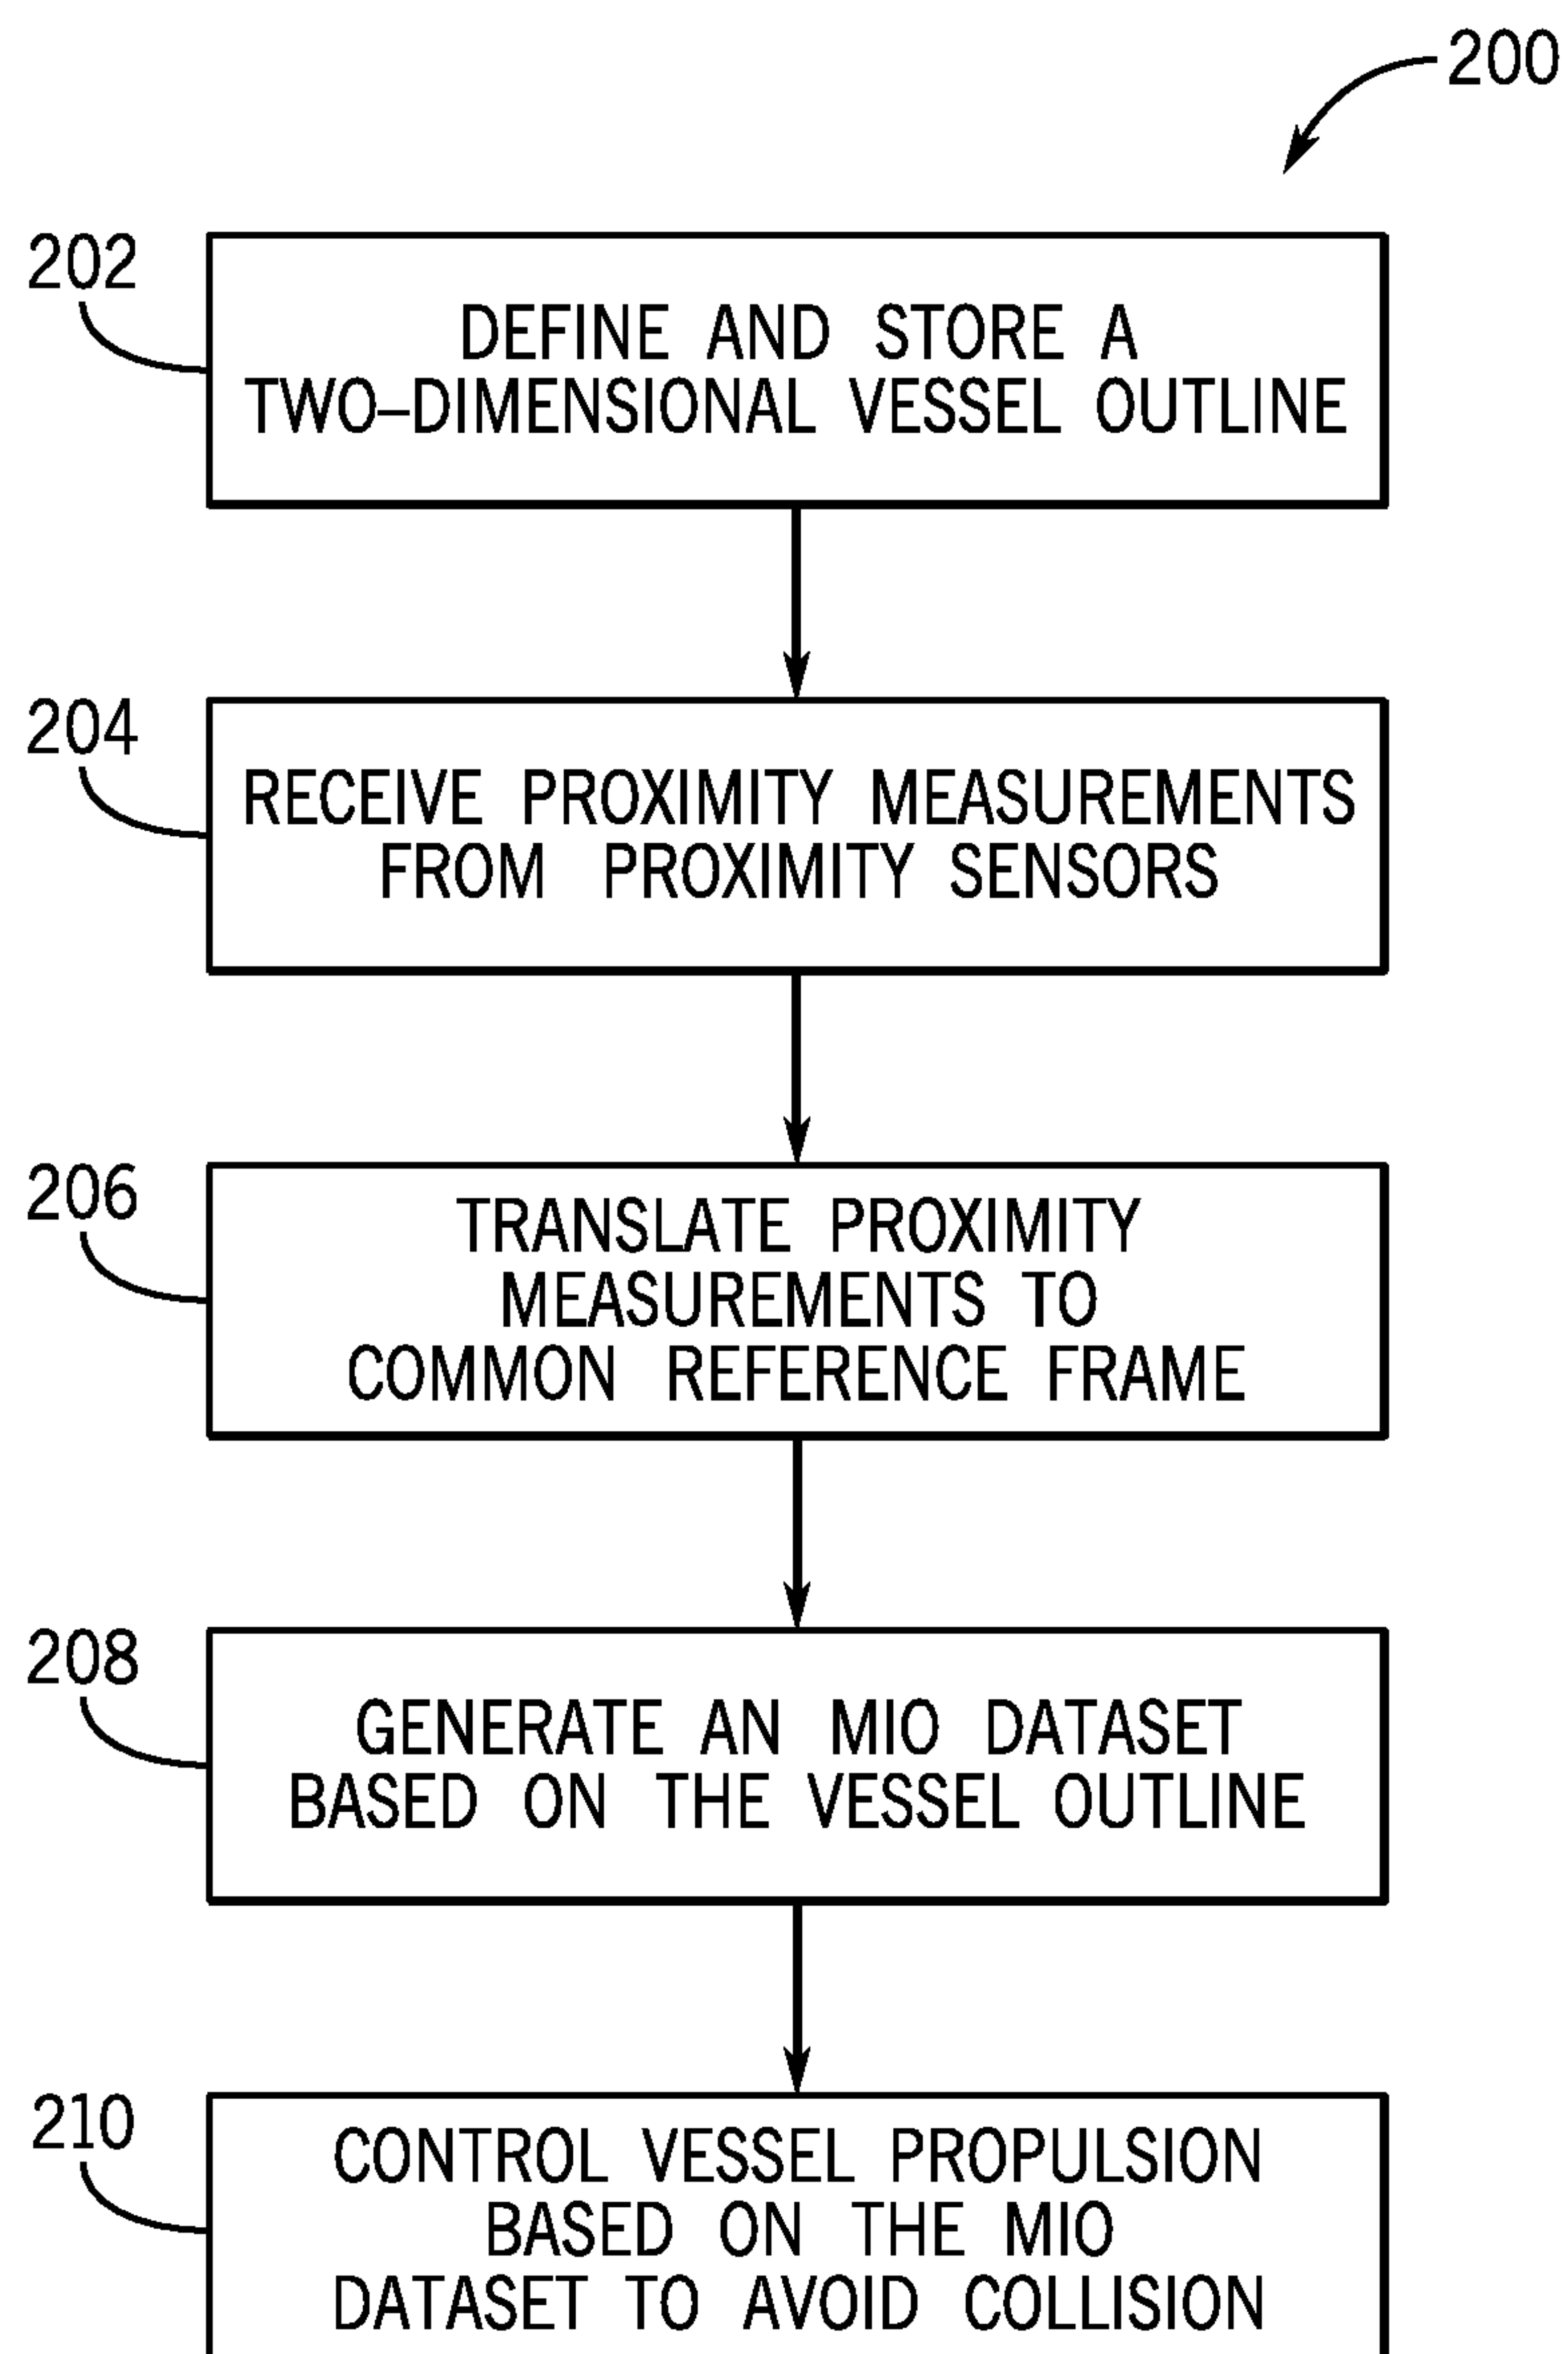 200
202
DEFINE AND STORE A
TWO-DIMENSIONAL VESSEL OUTLINE
204
RECEIVE PROXIMITY MEASUREMENTS
FROM PROXIMITY SENSORS
206
TRANSLATE PROXIMITY
MEASUREMENTS TO
COMMON REFERENCE FRAME
208
GENERATE AN MIO DATASET
BASED ON THE VESSEL OUTLINE
210
CONTROL VESSEL PROPULSION
BASED ON THE MIO
DATASET TO AVOID COLLISION